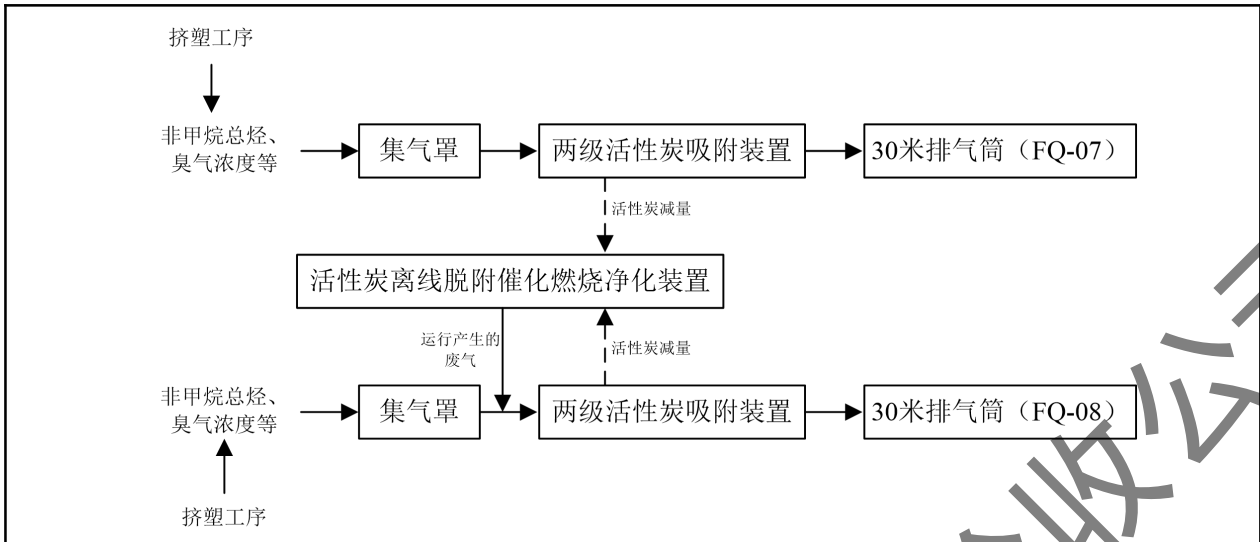 挤塑工序
非甲烷总烃、
臭气浓度等
集气罩
两级活性炭吸附装置
30米排气筒（FQ-07）
活性炭减量
活性炭离线脱附催化燃烧净化装置
运行产生的
废气
活性炭减量
非甲烷总烃、
臭气浓度等
集气罩
两级活性炭吸附装置
30米排气筒（FQ-08）
挤塑工序
收公